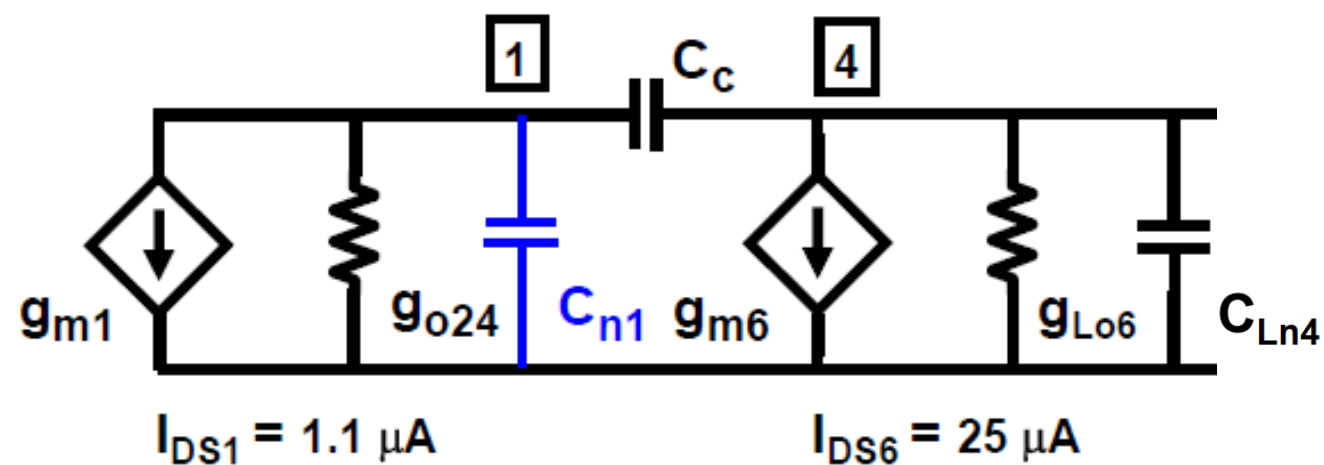 1
Cc
4
gm1
go24
Cn1
gm6
gLo6
CLn4
IDS1 = 1.1 μA
IDS6 = 25 μA